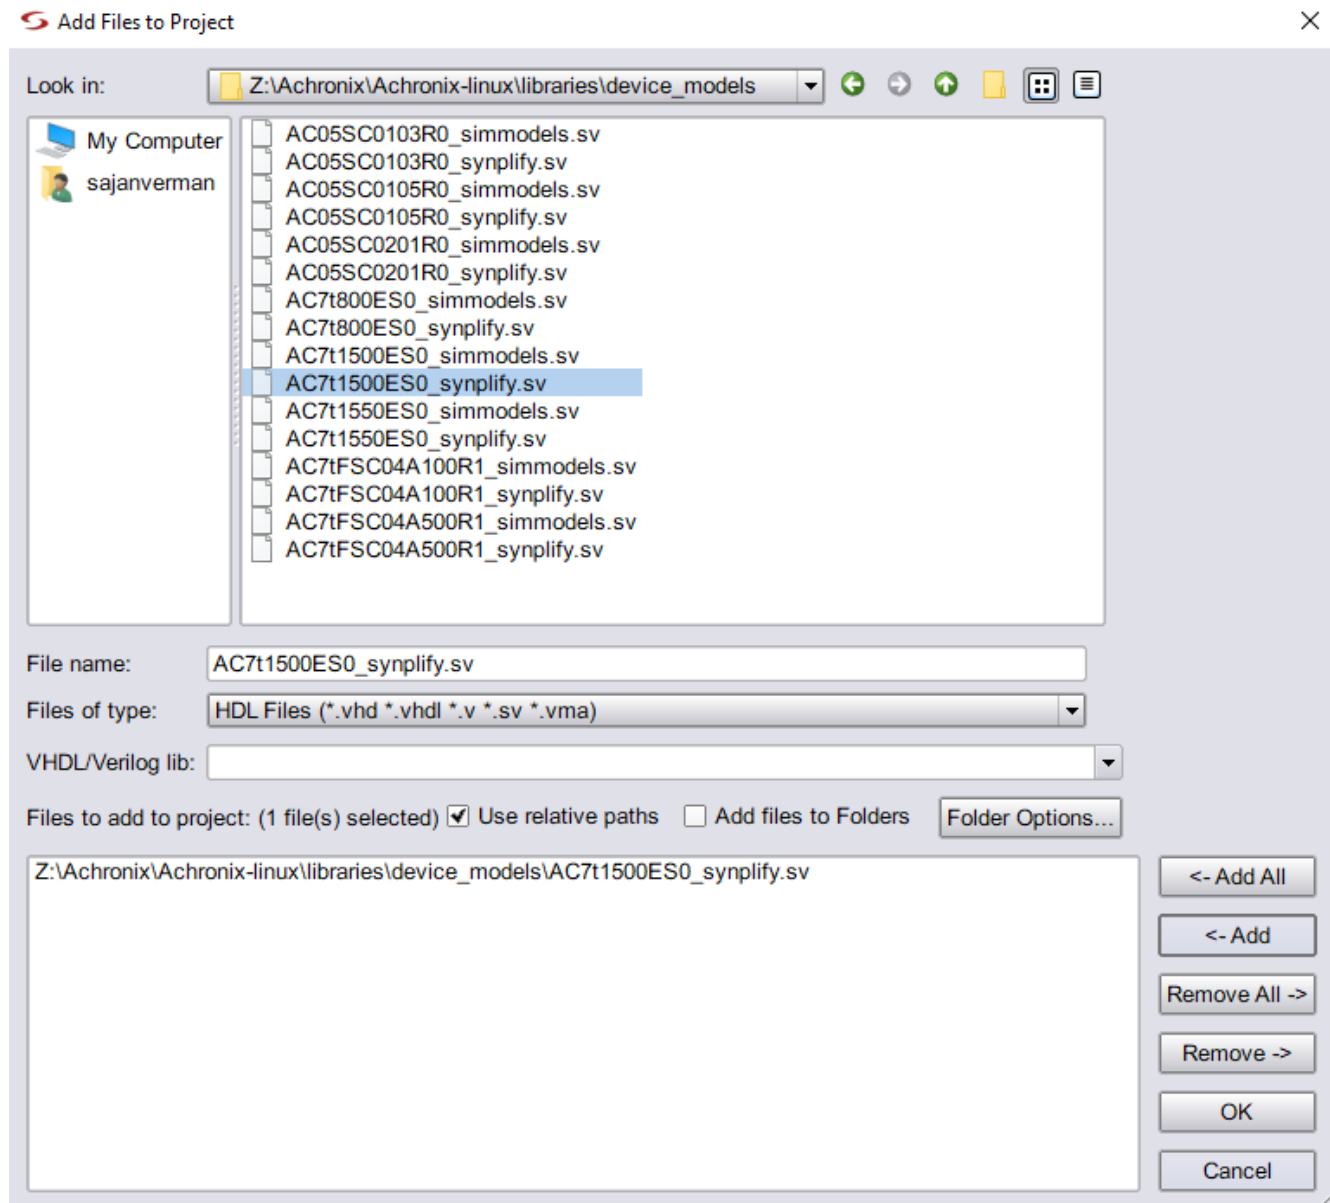 Add Files to Project
Look in: Z:\Achronix\Achronix-linux\libraries\device_models
My Computer
sajanverman
AC05SC0103R0_simmodels.sv
AC05SC0103R0_synplify.sv
AC05SC0105R0_simmodels.sv
AC05SC0105R0_synplify.sv
AC05SC0201R0_simmodels.sv
AC05SC0201R0_synplify.sv
AC7t800ES0_simmodels.sv
AC7t800ES0_synplify.sv
AC7t1500ES0_simmodels.sv
AC7t1500ES0_synplify.sv
AC7t1550ES0_simmodels.sv
AC7t1550ES0_synplify.sv
AC7tFSC04A100R1_simmodels.sv
AC7tFSC04A100R1_synplify.sv
AC7tFSC04A500R1_simmodels.sv
AC7tFSC04A500R1_synplify.sv
File name: AC7t1500ES0_synplify.sv
Files of type: HDL Files (*.vhd *.vhdl *.v *.sv *.vma)
VHDL/Verilog lib:
Files to add to project: (1 file(s) selected) Use relative paths Add files to Folders Folder Options...
Z:\Achronix\Achronix-linux\libraries\device_models\AC7t1500ES0_synplify.sv
<- Add All
<- Add
Remove All ->
Remove ->
OK
Cancel